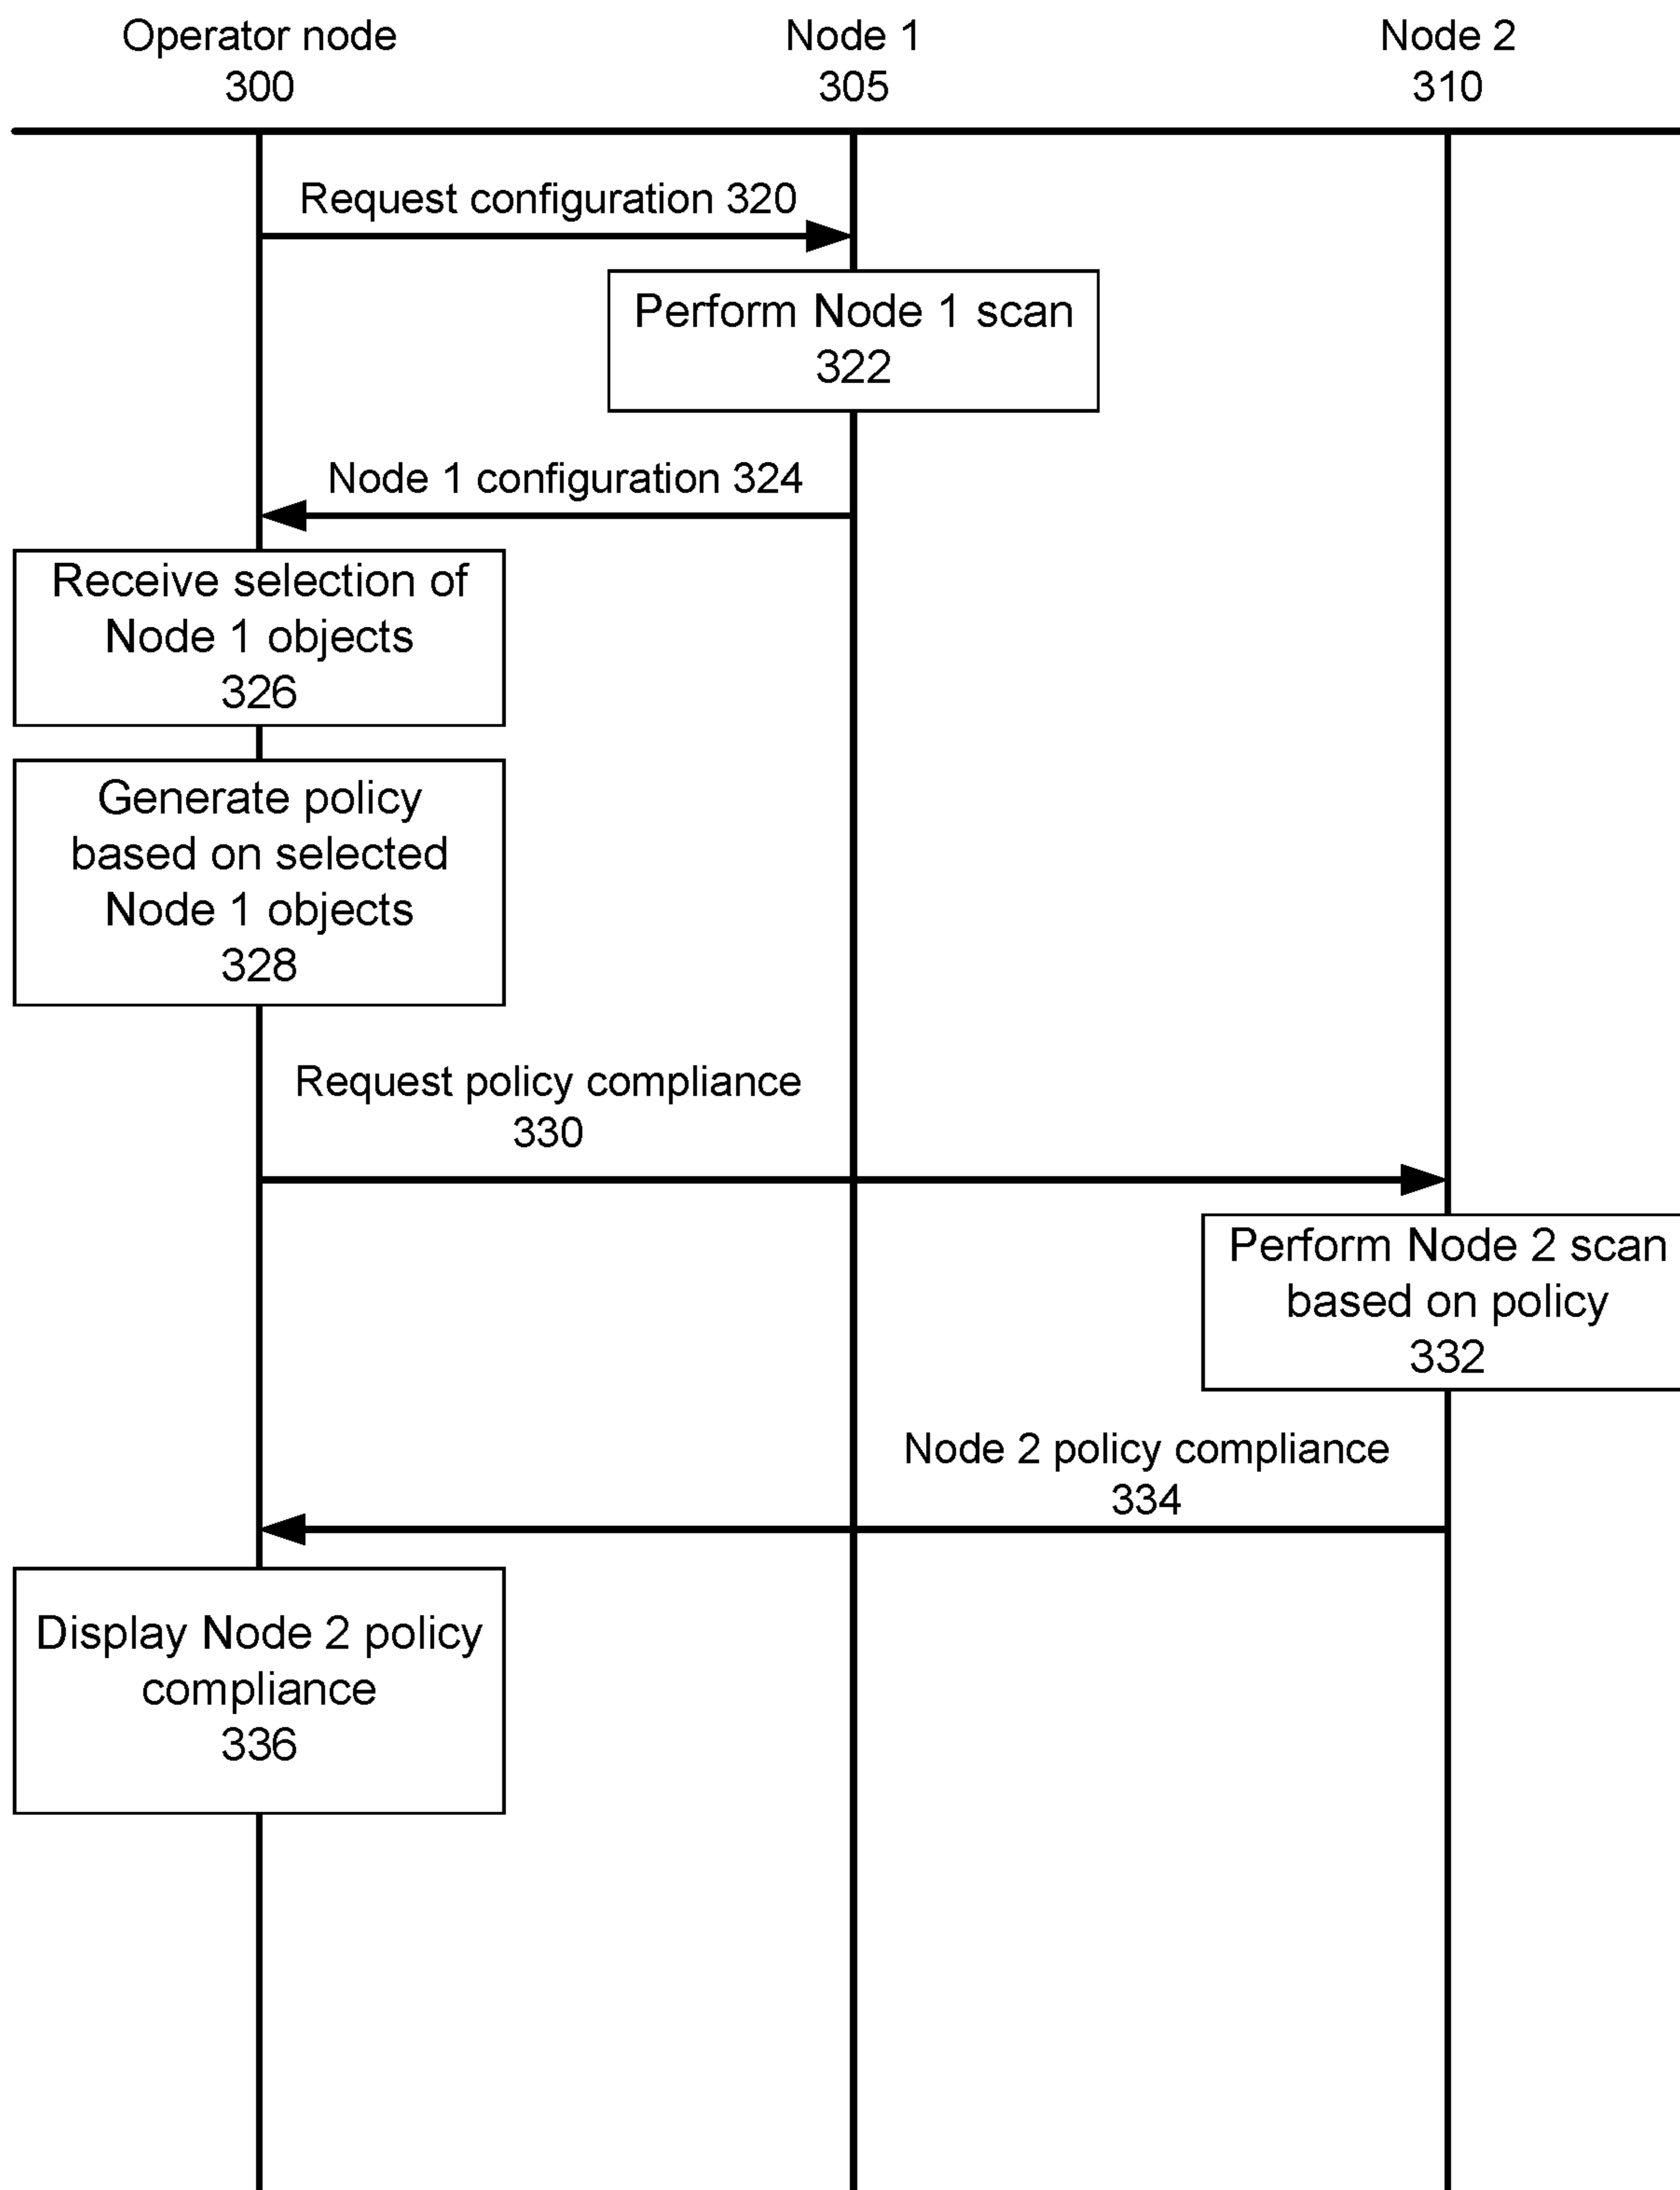 Operator node
300
Node 1
305
Node 2
310
Request configuration 320
Perform Node 1 scan
322
Node 1 configuration 324
Receive selection of
Node 1 objects
326
Generate policy
based on selected
Node 1 objects
328
Request policy compliance
330
Perform Node 2 scan
based on policy
332
Node 2 policy compliance
334
Display Node 2 policy
compliance
336